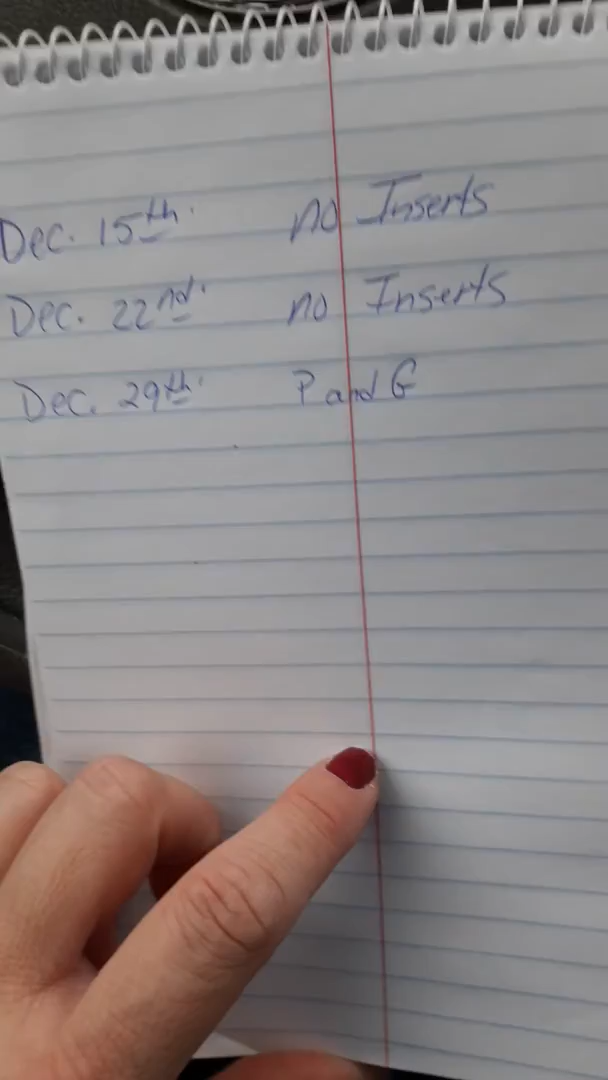 Dec. 15th. no Inserts
Dec. 22nd. no Inserts
Dec. 29th. P and G